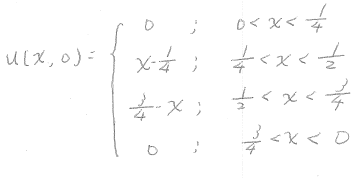 0 ; 0 < x < 1/4
u(x, 0) = { x - 1/4 ; 1/4 < x < 1/2
3/4 - x ; 1/2 < x < 3/4
0 ; 3/4 < x < 0